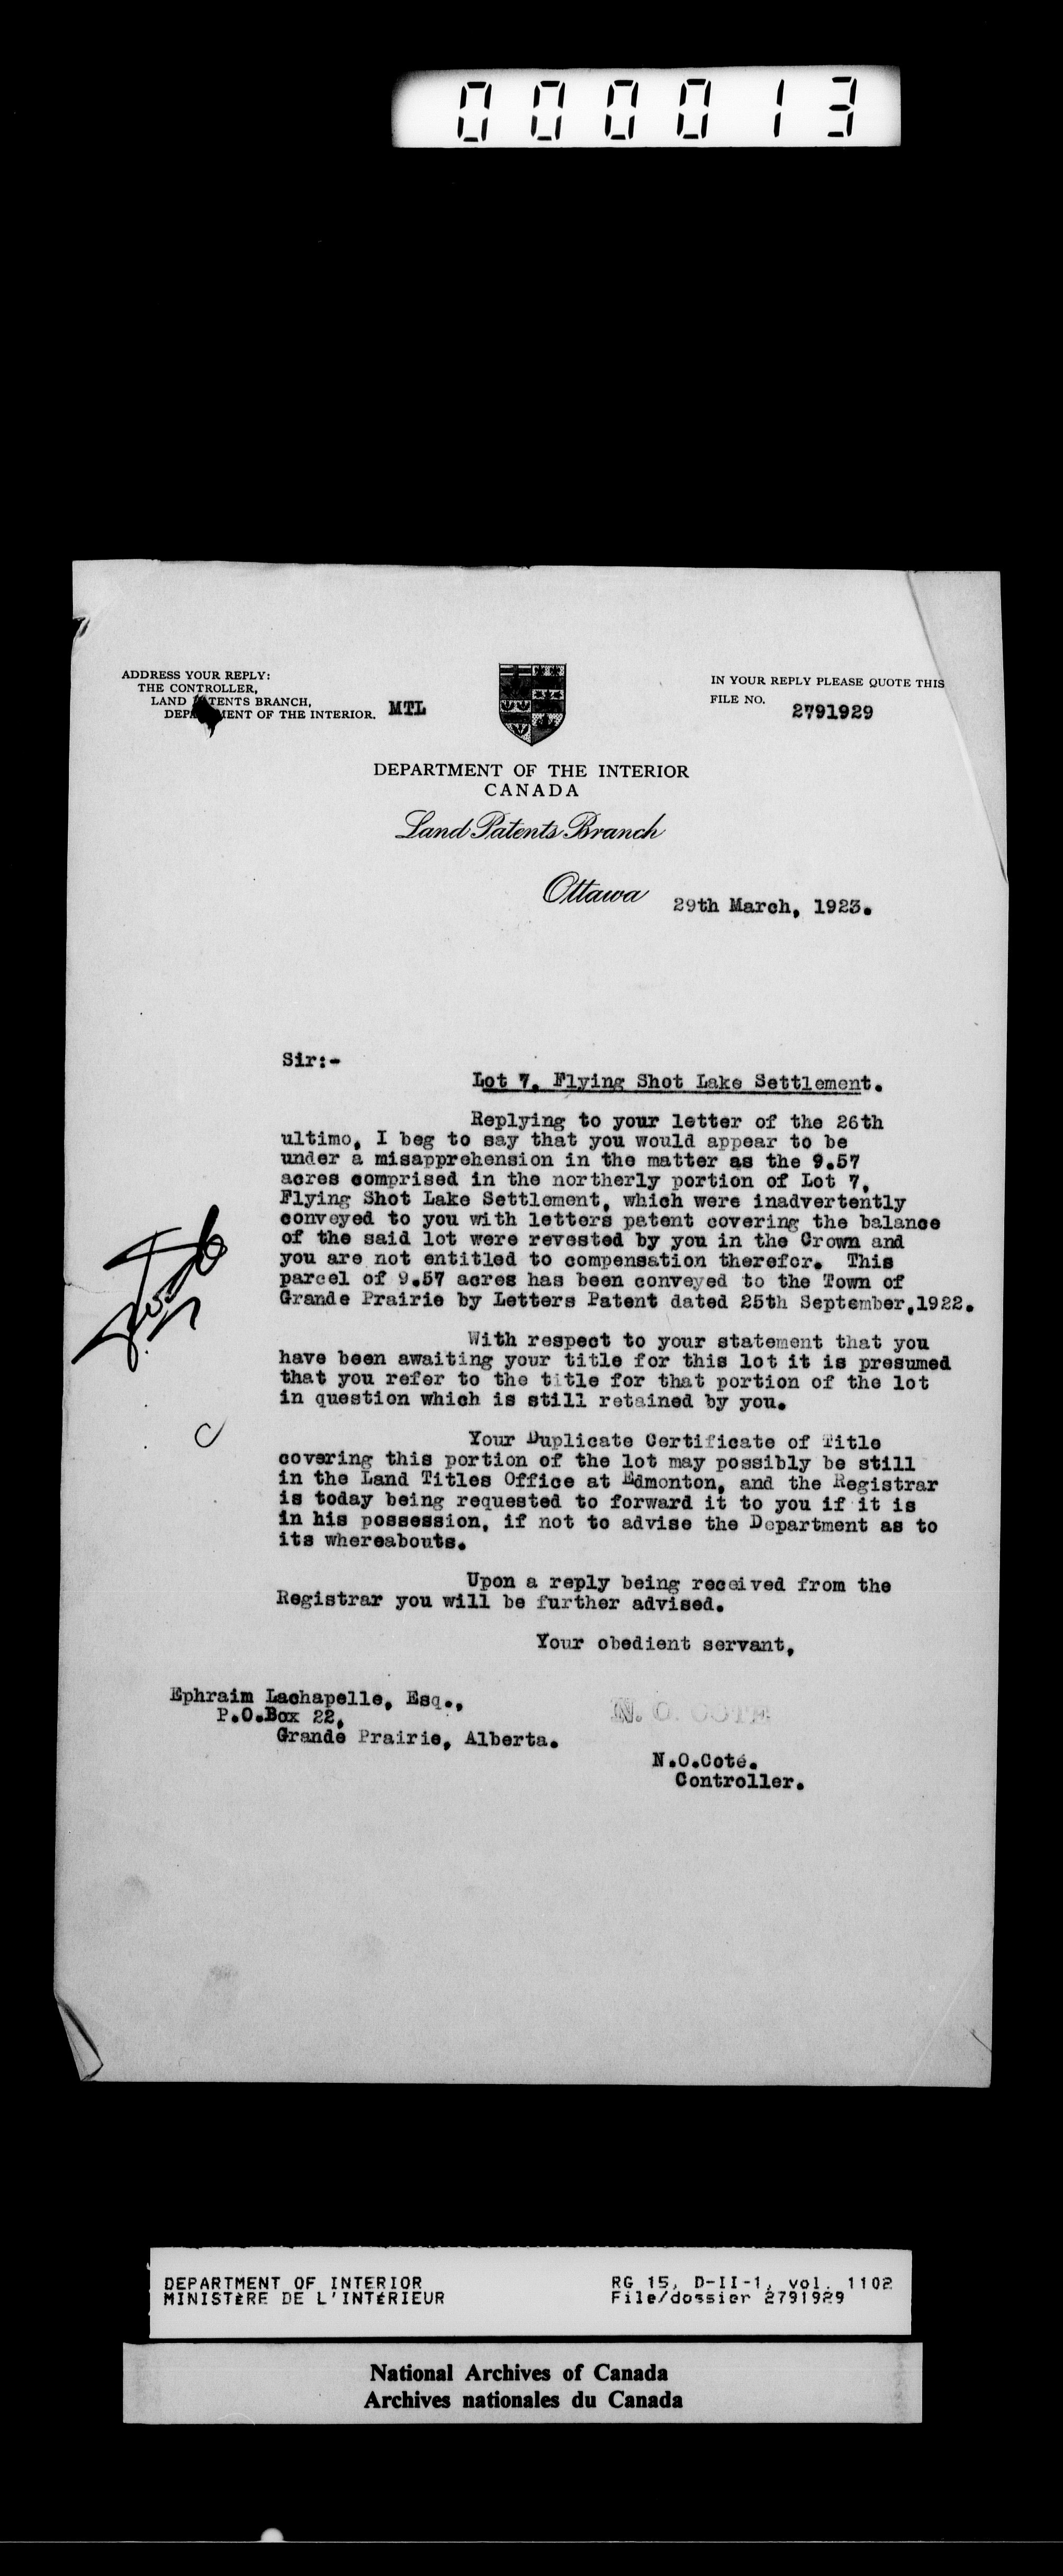 000013
ADDRESS YOUR REPLY:
THE CONTROLLER,
LAND PATENTS BRANCH,
DEPARTMENT OF THE INTERIOR.
MTL
IN YOUR REPLY PLEASE QUOTE THIS
FILE NO. 2791929
DEPARTMENT OF THE INTERIOR
CANADA
Land Patents Branch
Ottawa 29th March, 1923.
Sir:-
Lot 7. Flying Shot Lake Settlement.
Replying to your letter of the 26th
ultimo, I beg to say that you would appear to be
under a misapprehension in the matter as the 9.57
acres comprised in the northerly portion of Lot 7,
Flying Shot Lake Settlement, which were inadvertently
conveyed to you with letters patent covering the balance
of the said lot were revested by you in the Crown and
you are not entitled to compensation therefor. This
parcel of 9.57 acres has been conveyed to the Town of
Grande Prairie by Letters Patent dated 25th September,1922.
With respect to your statement that you
have been awaiting your title for this lot it is presumed
that you refer to the title for that portion of the lot
in question which is still retained by you.
Your Duplicate Certificate of Title
covering this portion of the lot may possibly be still
in the Land Titles Office at Edmonton, and the Registrar
is today being requested to forward it to you if it is
in his possession, if not to advise the Department as to
its whereabouts.
Upon a reply being received from the
Registrar you will be further advised.
Your obedient servant,
Ephraim Lachapelle, Esq.,
P.O.Box 22,
Grande Prairie, Alberta.
N. O. COTE
N.O.Coté.
Controller.
DEPARTMENT OF INTERIOR
MINISTÈRE DE L'INTÉRIEUR
RG 15, D-II-1, vol. 1102
File/dossier 2791929
National Archives of Canada
Archives nationales du Canada